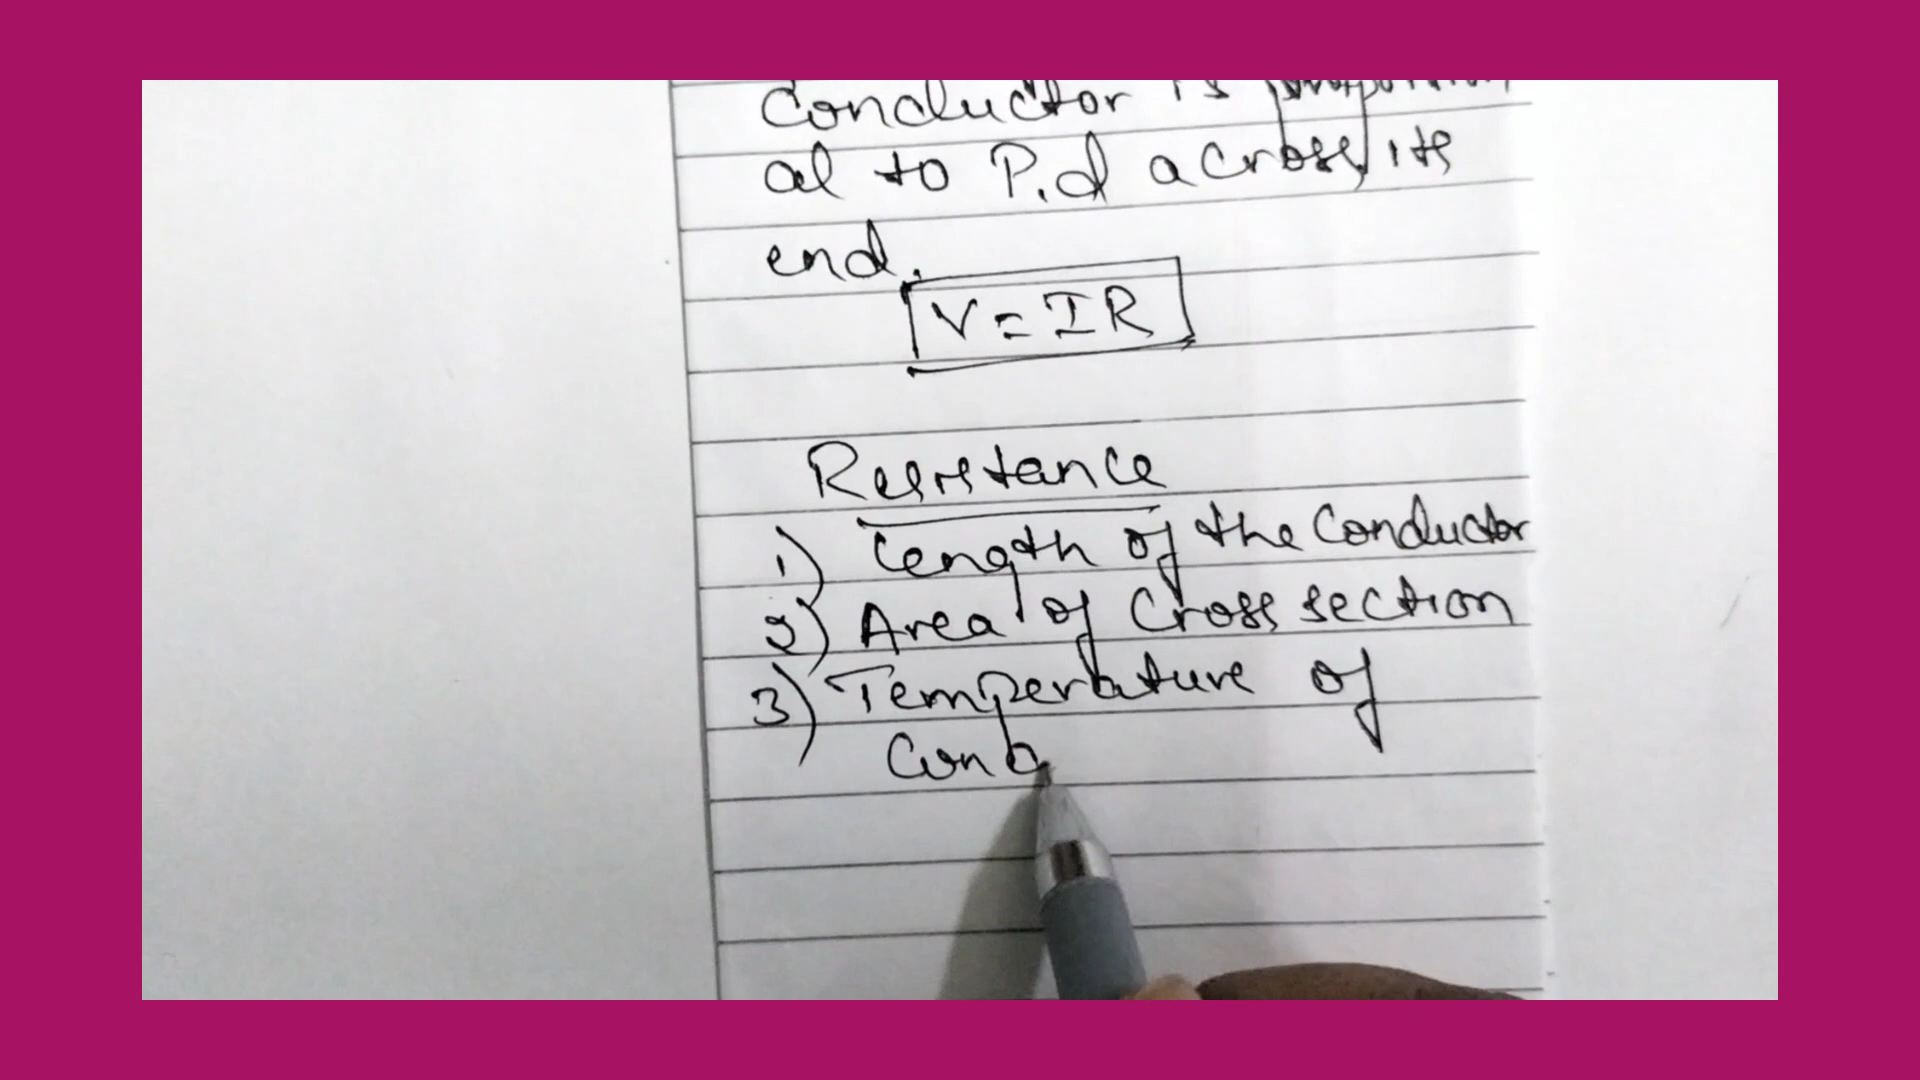 Conductor is
al to P.d across its
end.
V = IR
Resistance
1) Length of the Conductor
2) Area of Cross section
3) Temperature of
Cond